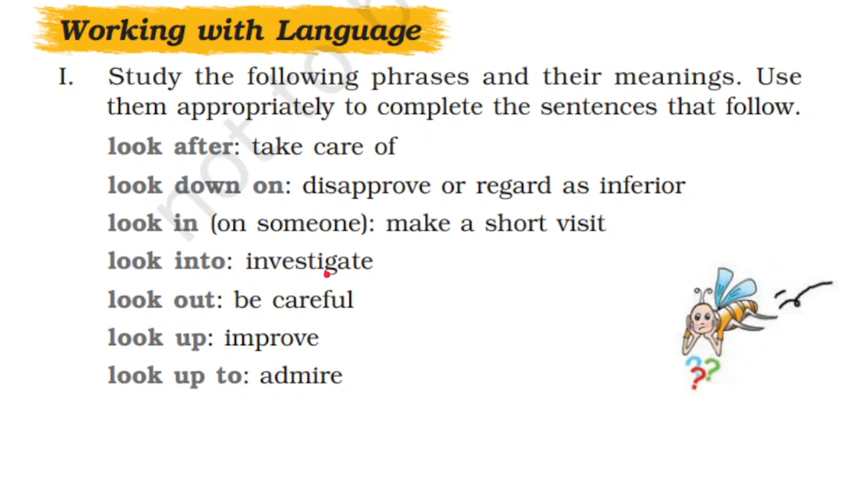 Working with Language
I. Study the following phrases and their meanings. Use
them appropriately to complete the sentences that follow.
look after: take care of
look down on: disapprove or regard as inferior
look in (on someone): make a short visit
look into: investigate
look out: be careful
look up: improve
look up to: admire
not to b
???